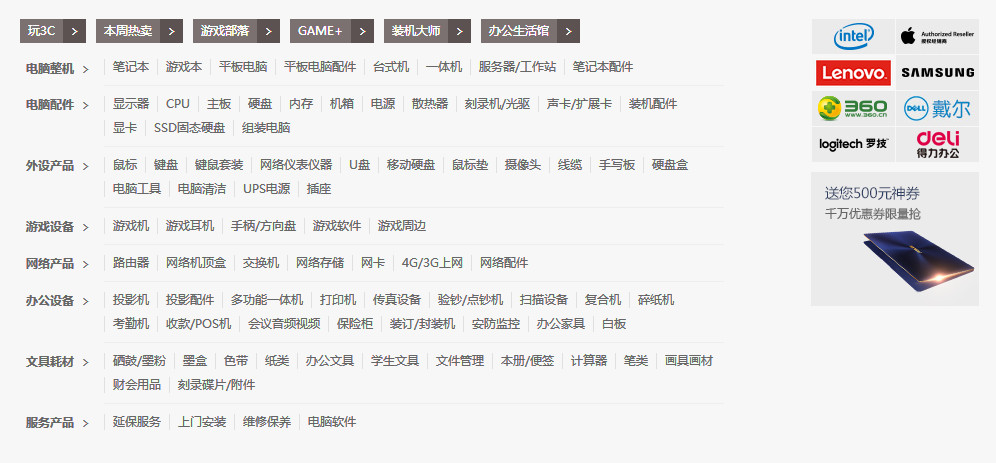 玩3C > 本周热卖 > 游戏部落 > GAME+ > 装机大师 > 办公生活馆 >
电脑整机 > 笔记本 游戏本 平板电脑 平板电脑配件 台式机 一体机 服务器/工作站 笔记本配件
电脑配件 > 显示器 CPU 主板 硬盘 内存 机箱 电源 散热器 刻录机/光驱 声卡/扩展卡 装机配件
显卡 SSD固态硬盘 组装电脑
外设产品 > 鼠标 键盘 键鼠套装 网络仪表仪器 U盘 移动硬盘 鼠标垫 摄像头 线缆 手写板 硬盘盒
电脑工具 电脑清洁 UPS电源 插座
游戏设备 > 游戏机 游戏耳机 手柄/方向盘 游戏软件 游戏周边
网络产品 > 路由器 网络机顶盒 交换机 网络存储 网卡 4G/3G上网 网络配件
办公设备 > 投影机 投影配件 多功能一体机 打印机 传真设备 验钞/点钞机 扫描设备 复合机 碎纸机
考勤机 收款/POS机 会议音频视频 保险柜 装订/封装机 安防监控 办公家具 白板
文具耗材 > 硒鼓/墨粉 墨盒 色带 纸类 办公文具 学生文具 文件管理 本册/便签 计算器 笔类 画具画材
财会用品 刻录碟片/附件
服务产品 > 延保服务 上门安装 维修保养 电脑软件
intel
Authorized Reseller
授权经销商
Lenovo
SAMSUNG
360
WWW.360.CN
DELL 戴尔
logitech 罗技
deli
得力办公
送您500元神券
千万优惠券限量抢